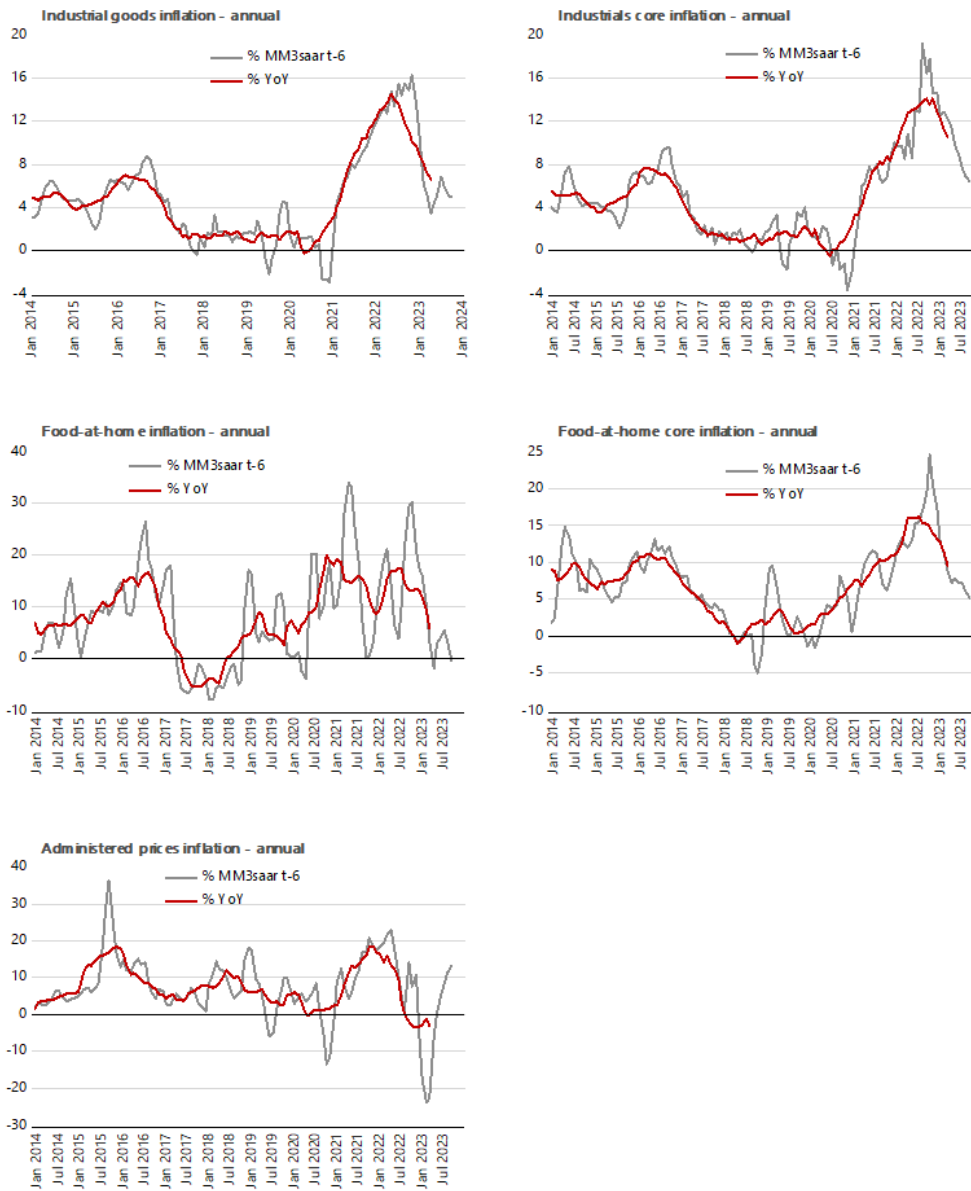 Industrial goods inflation - annual
20
16
12
8
4
0
-4
% MM3saar t-6
% YoY
Jan 2014
Jan 2015
Jan 2016
Jan 2017
Jan 2018
Jan 2019
Jan 2020
Jan 2021
Jan 2022
Jan 2023
Jan 2024
Industrials core inflation - annual
20
16
12
8
4
0
-4
% MM3saar t-6
% YoY
Jan 2014
Jul 2014
Jan 2015
Jul 2015
Jan 2016
Jul 2016
Jan 2017
Jul 2017
Jan 2018
Jul 2018
Jan 2019
Jul 2019
Jan 2020
Jul 2020
Jan 2021
Jul 2021
Jan 2022
Jul 2022
Jan 2023
Jul 2023
Food-at-home inflation - annual
40
30
20
10
0
-10
% MM3saar t-6
% YoY
Jan 2014
Jul 2014
Jan 2015
Jul 2015
Jan 2016
Jul 2016
Jan 2017
Jul 2017
Jan 2018
Jul 2018
Jan 2019
Jul 2019
Jan 2020
Jul 2020
Jan 2021
Jul 2021
Jan 2022
Jul 2022
Jan 2023
Jul 2023
Food-at-home core inflation - annual
25
20
15
10
5
0
-5
-10
% MM3saar t-6
% YoY
Jan 2014
Jul 2014
Jan 2015
Jul 2015
Jan 2016
Jul 2016
Jan 2017
Jul 2017
Jan 2018
Jul 2018
Jan 2019
Jul 2019
Jan 2020
Jul 2020
Jan 2021
Jul 2021
Jan 2022
Jul 2022
Jan 2023
Jul 2023
Administered prices inflation - annual
40
30
20
10
0
-10
-20
-30
% MM3saar t-6
% YoY
Jan 2014
Jul 2014
Jan 2015
Jul 2015
Jan 2016
Jul 2016
Jan 2017
Jul 2017
Jan 2018
Jul 2018
Jan 2019
Jul 2019
Jan 2020
Jul 2020
Jan 2021
Jul 2021
Jan 2022
Jul 2022
Jan 2023
Jul 2023